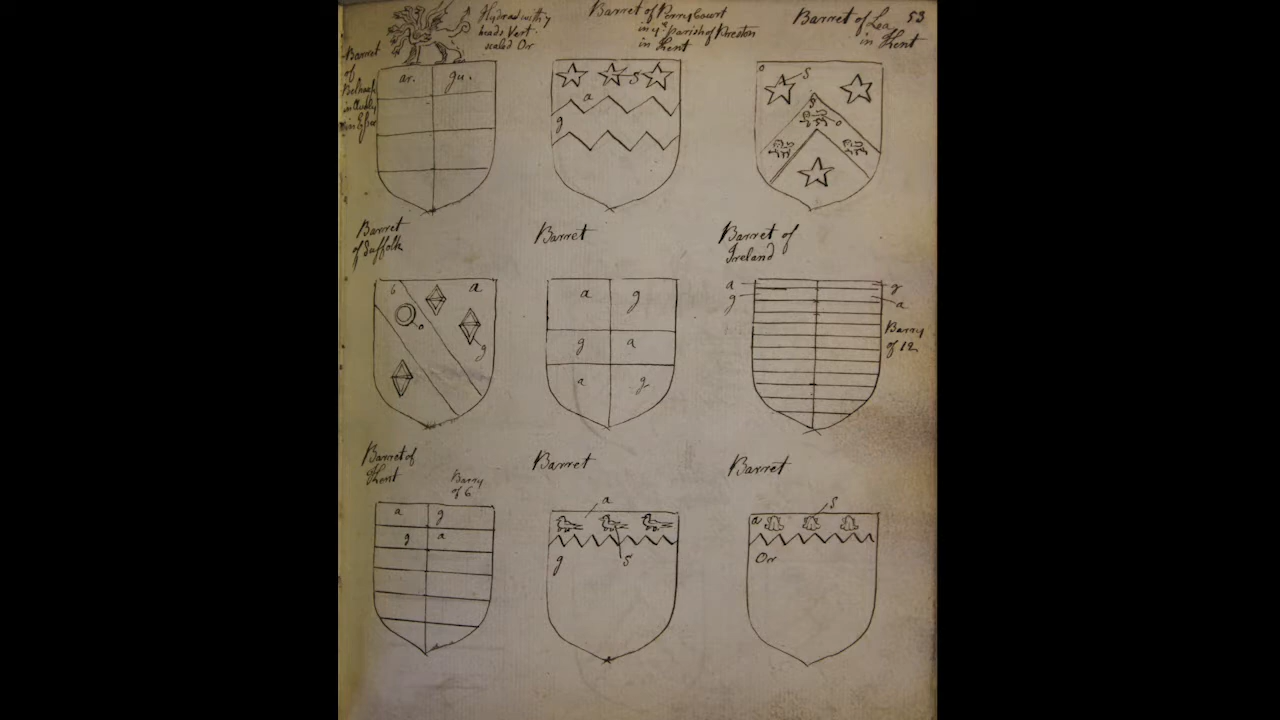 53
Barret
of
Belhouse
in Essex
Hydra with 7
heads Vert.
scaled Or
Barret of Perry Court
in ye Parish of Preston
in Kent
Barret of Lea
in Kent
ar. gu.
S
a
g
o
S
S
o
Barret
of Suffolk
Barret
Barret of
Ireland
a
o
g
a g
g a
a g
a g
g a
Barry
of 12
Barret of
Kent
Barry
of 6
Barret
Barret
a g
g a
a
g S
a S
Or